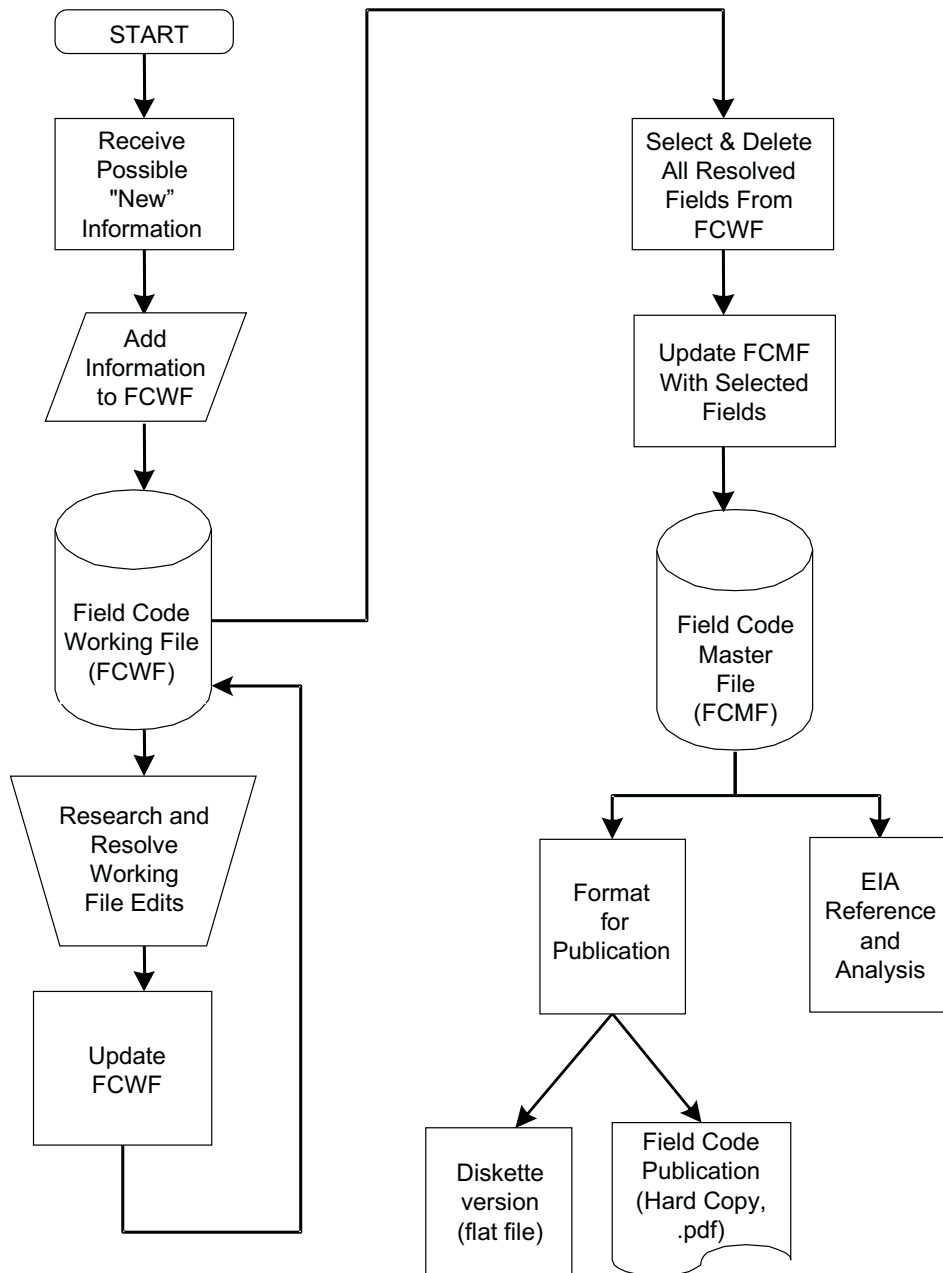 START
Receive
Possible
"New”
Information
Add
Information
to FCWF
Field Code
Working File
(FCWF)
Research and
Resolve
Working
File Edits
Update
FCWF
Select & Delete
All Resolved
Fields From
FCWF
Update FCMF
With Selected
Fields
Field Code
Master
File
(FCMF)
Format
for
Publication
EIA
Reference
and
Analysis
Diskette
version
(flat file)
Field Code
Publication
(Hard Copy,
.pdf)